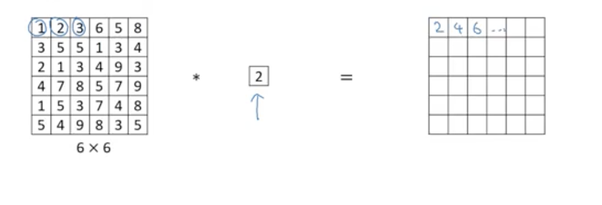 1 2 3 6 5 8
3 5 5 1 3 4
2 1 3 4 9 3
4 7 8 5 7 9
1 5 3 7 4 8
5 4 9 8 3 5
6 × 6
*
2
=
2 4 6 ...